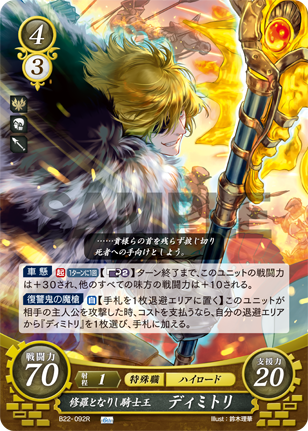 4
3
SAMPLE
……貴様らの首を残らず捩じ切り
死者への手向けとしよう。
車懸 起 1ターンに1回 【2】ターン終了まで、このユニットの戦闘力
は+30され、他のすべての味方の戦闘力は+10される。
復讐鬼の魔槍 自 【手札を1枚退避エリアに置く】このユニットが
相手の主人公を攻撃した時、コストを支払うなら、自分の退避エリア
から『ディミトリ』を1枚選び、手札に加える。
戦闘力
70
射程 1 特殊職 ハイロード
支援力
20
修羅となりし騎士王 ディミトリ
B22-092R
Illust：鈴木理華